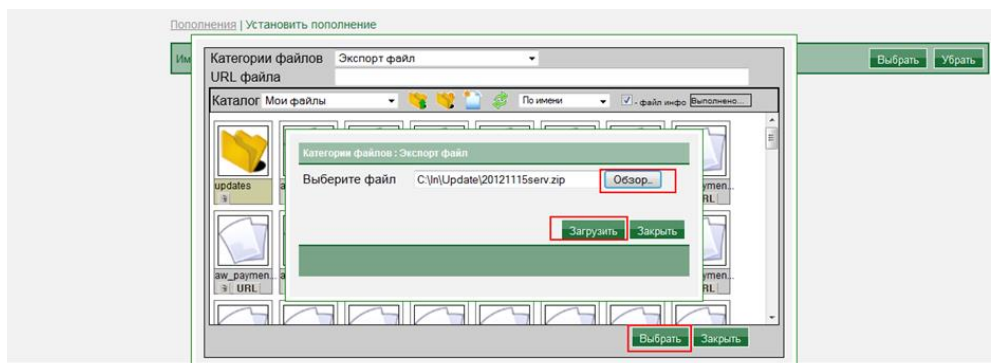 Пополнения | Установить пополнение
Им
Выбрать Убрать
Категории файлов Экспорт файл
URL файла
Каталог Мои файлы По имени - файл инфо Выполнено...
Категории файлов : Экспорт файл
Выберите файл C:\In\Update\20121115serv.zip Обзор...
Загрузить Закрыть
updates
aw_paymen...
URL
Выбрать Закрыть